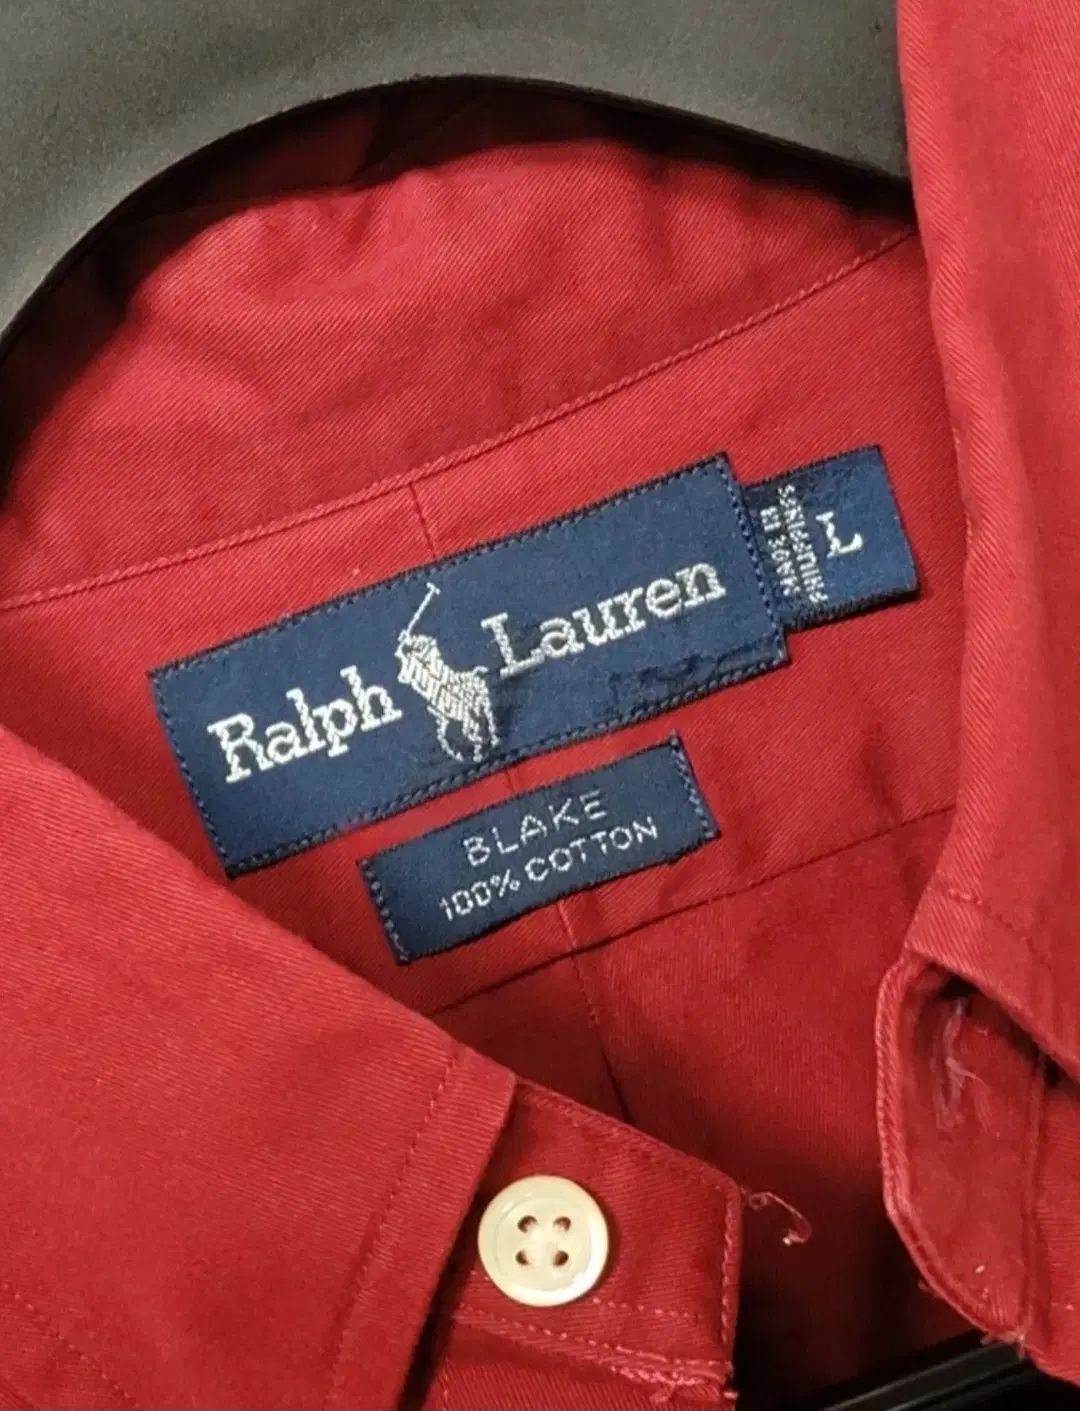 Ralph Lauren
L
MADE IN
PHILIPPINES
BLAKE
100% COTTON